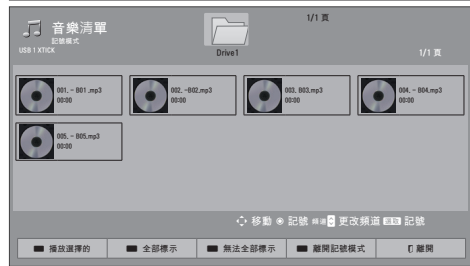 音樂清單
記號模式
USB 1 XTICK
Drive1
1/1 頁
1/1 頁
001. - B01 .mp3
00:00
002. -B02.mp3
00:00
003. B03.mp3
00:00
004. - B04.mp3
00:00
005. - B05.mp3
00:00
移動 記號 頻道 更改頻道 選取 記號
播放選擇的 全部標示 無法全部標示 離開記號模式 離開